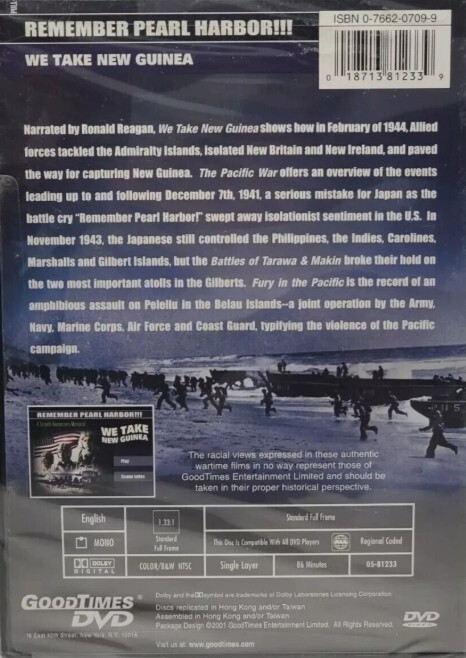 REMEMBER PEARL HARBOR!!!
ISBN 0-7662-0709-9
WE TAKE NEW GUINEA
0 18713 81233 9
Narrated by Ronald Reagan, We Take New Guinea shows how in February of 1944, Allied
forces tackled the Admiralty Islands, isolated New Britain and New Ireland, and paved
the way for capturing New Guinea. The Pacific War offers an overview of the events
leading up to and following December 7th, 1941, a serious mistake for Japan as the
battle cry "Remember Pearl Harbor!" swept away isolationist sentiment in the U.S. In
November 1943, the Japanese still controlled the Philippines, the Indies, Carolines,
Marshalls and Gilbert Islands, but the Battles of Tarawa & Makin broke their hold on
the two most important atolls in the Gilberts. Fury in the Pacific is the record of an
amphibious assault on Peleliu in the Belau Islands--a joint operation by the Army,
Navy, Marine Corps, Air Force and Coast Guard, typifying the violence of the Pacific
campaign.
REMEMBER PEARL HARBOR!!!
WE TAKE
NEW GUINEA
Play
Scene Index
The racial views expressed in these authentic
wartime films in no way represent those of
GoodTimes Entertainment Limited and should be
taken in their proper historical perspective.
English
1.33:1
Standard
Full Frame
Standard Full Frame
MONO
This Disc Is Compatible With All DVD Players
Regional Coded
DOLBY
DIGITAL
COLOR/B&W NTSC
Single Layer
86 Minutes
05-81233
GOODTIMES
DVD
16 East 40th Street, New York, N.Y. 10016
Dolby and the symbol are trademarks of Dolby Laboratories Licensing Corporation
Discs replicated in Hong Kong and/or Taiwan
Assembled in Hong Kong and/or Taiwan
Package Design ©2001 GoodTimes Entertainment Limited. All Rights Reserved.
DVD
Visit us at: www.goodtimes.com